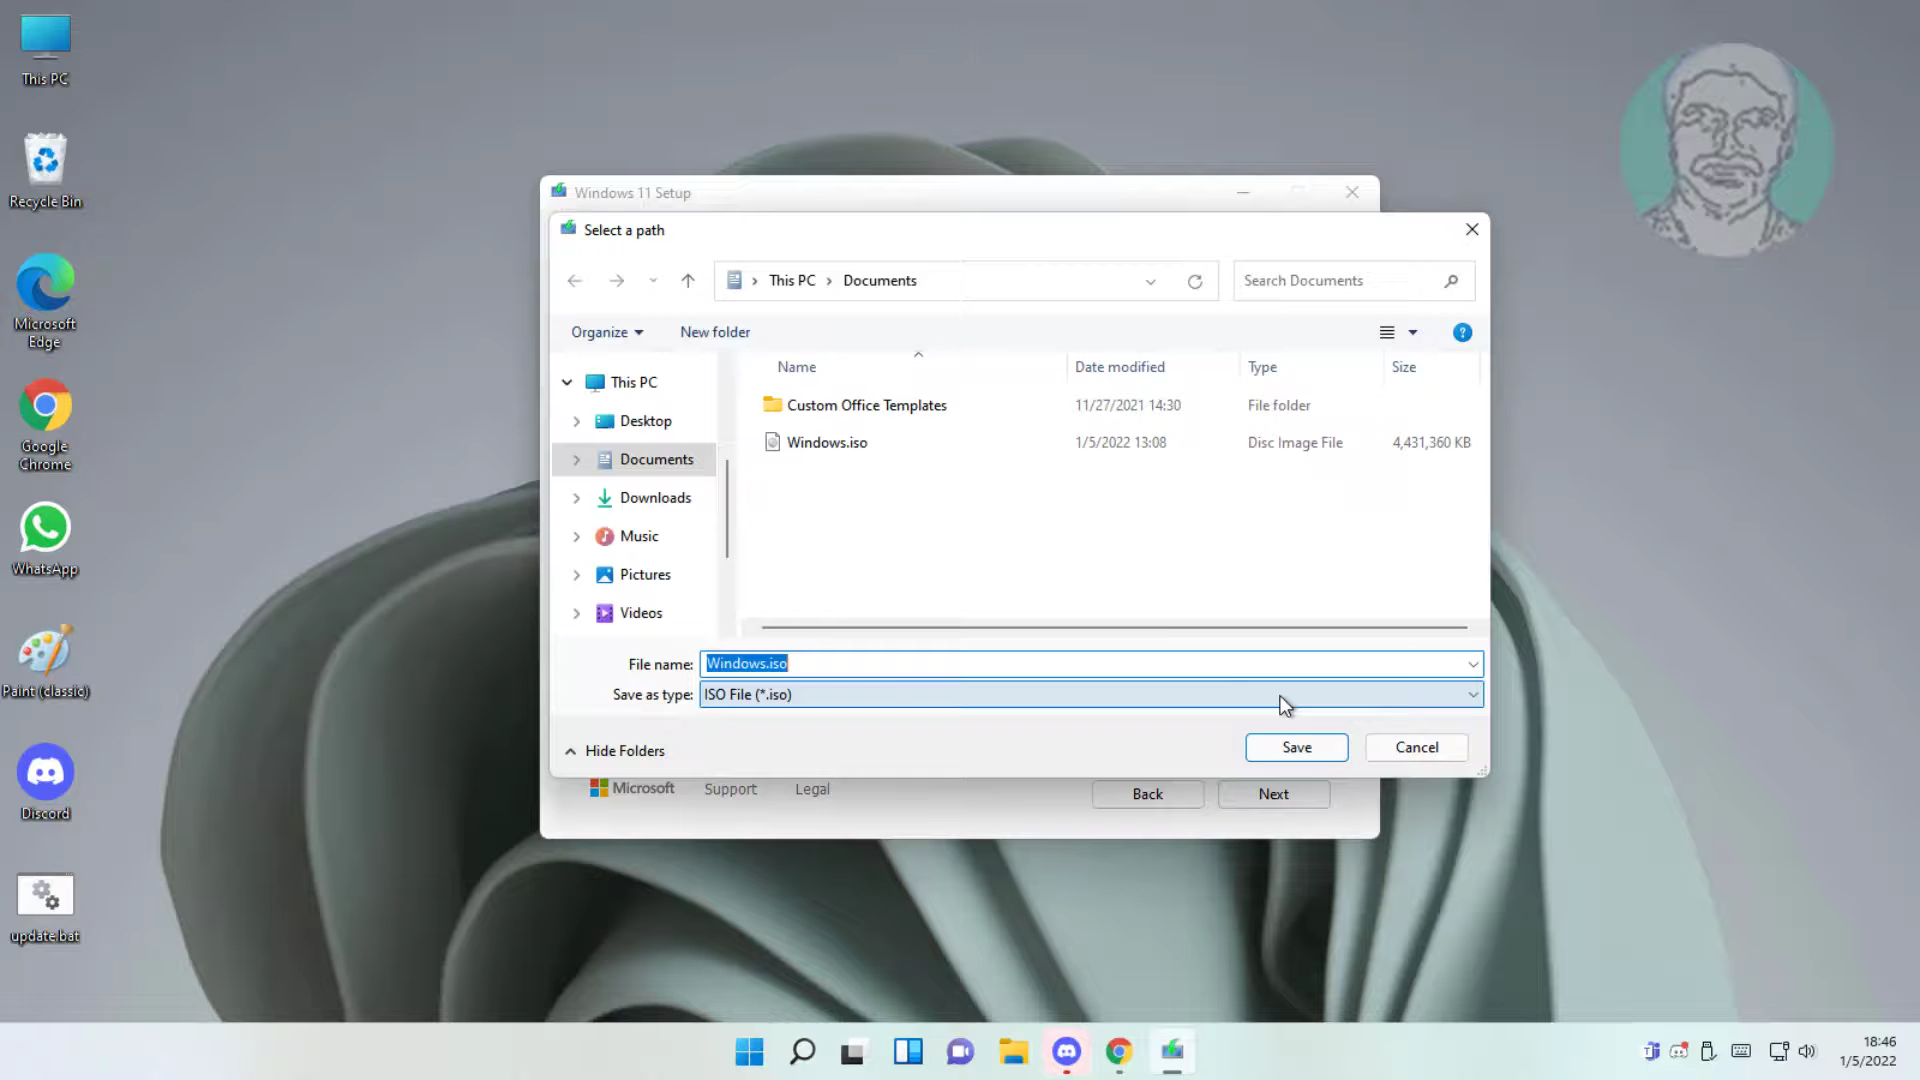 This PC
Recycle Bin
Microsoft
Edge
Google
Chrome
WhatsApp
Paint (classic)
Discord
update.bat
Windows 11 Setup
Select a path
This PC > Documents
Search Documents
Organize
New folder
Name
Date modified
Type
Size
This PC
Desktop
Documents
Downloads
Music
Pictures
Videos
Custom Office Templates 11/27/2021 14:30 File folder
Windows.iso 1/5/2022 13:08 Disc Image File 4,431,360 KB
File name: Windows.iso
Save as type: ISO File (*.iso)
Hide Folders
Save
Cancel
Microsoft
Support
Legal
Back
Next
18:46
1/5/2022